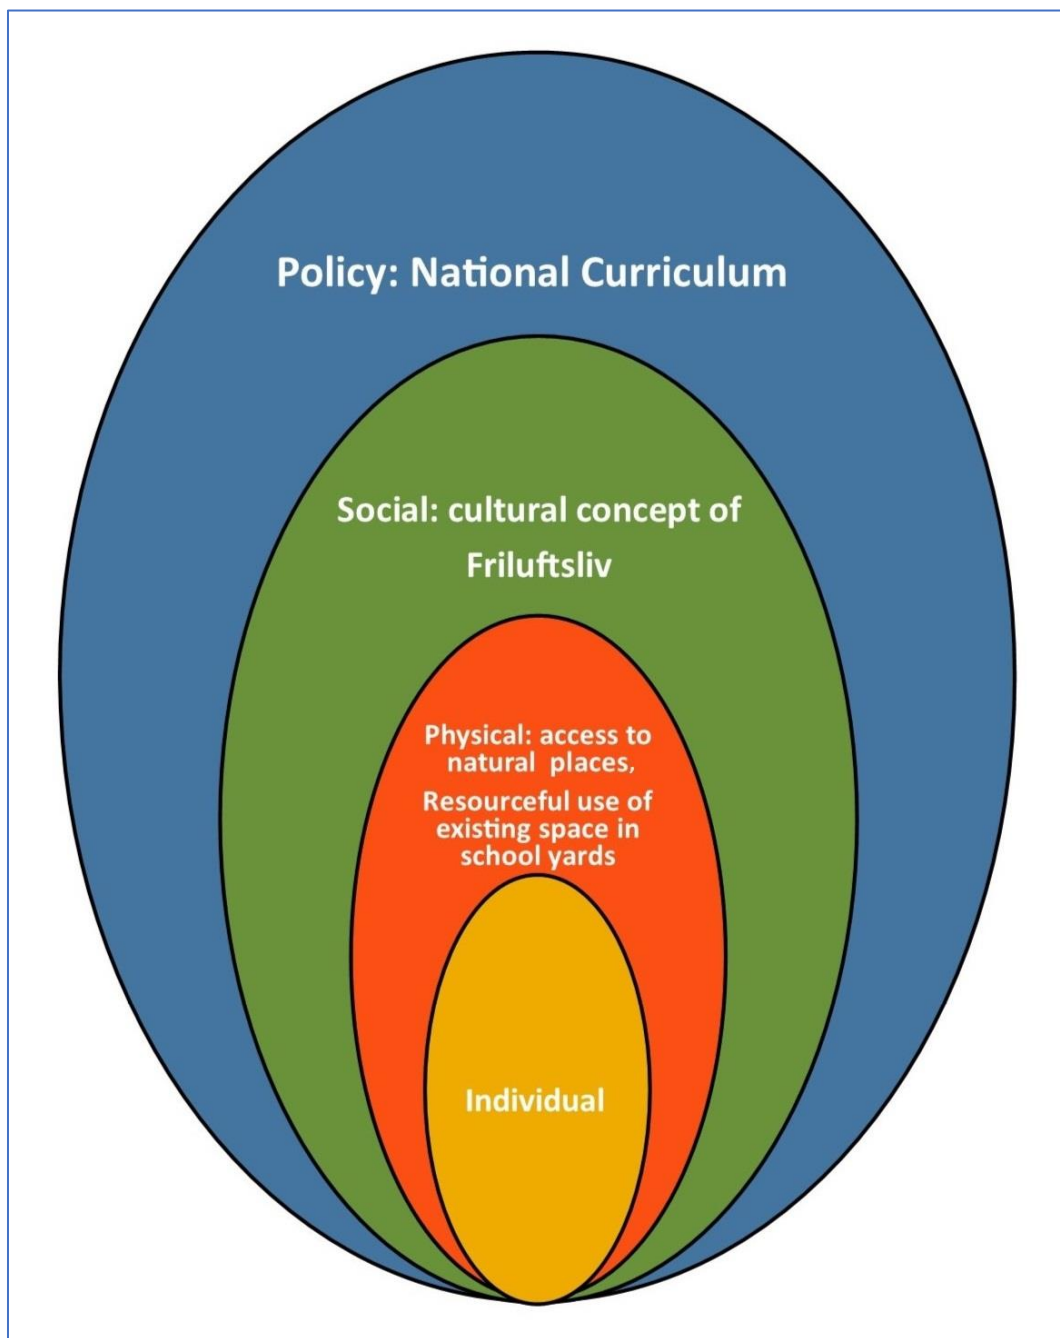 Policy: National Curriculum
Social: cultural concept of
Friluftsliv
Physical: access to
natural places,
Resourceful use of
existing space in
school yards
Individual